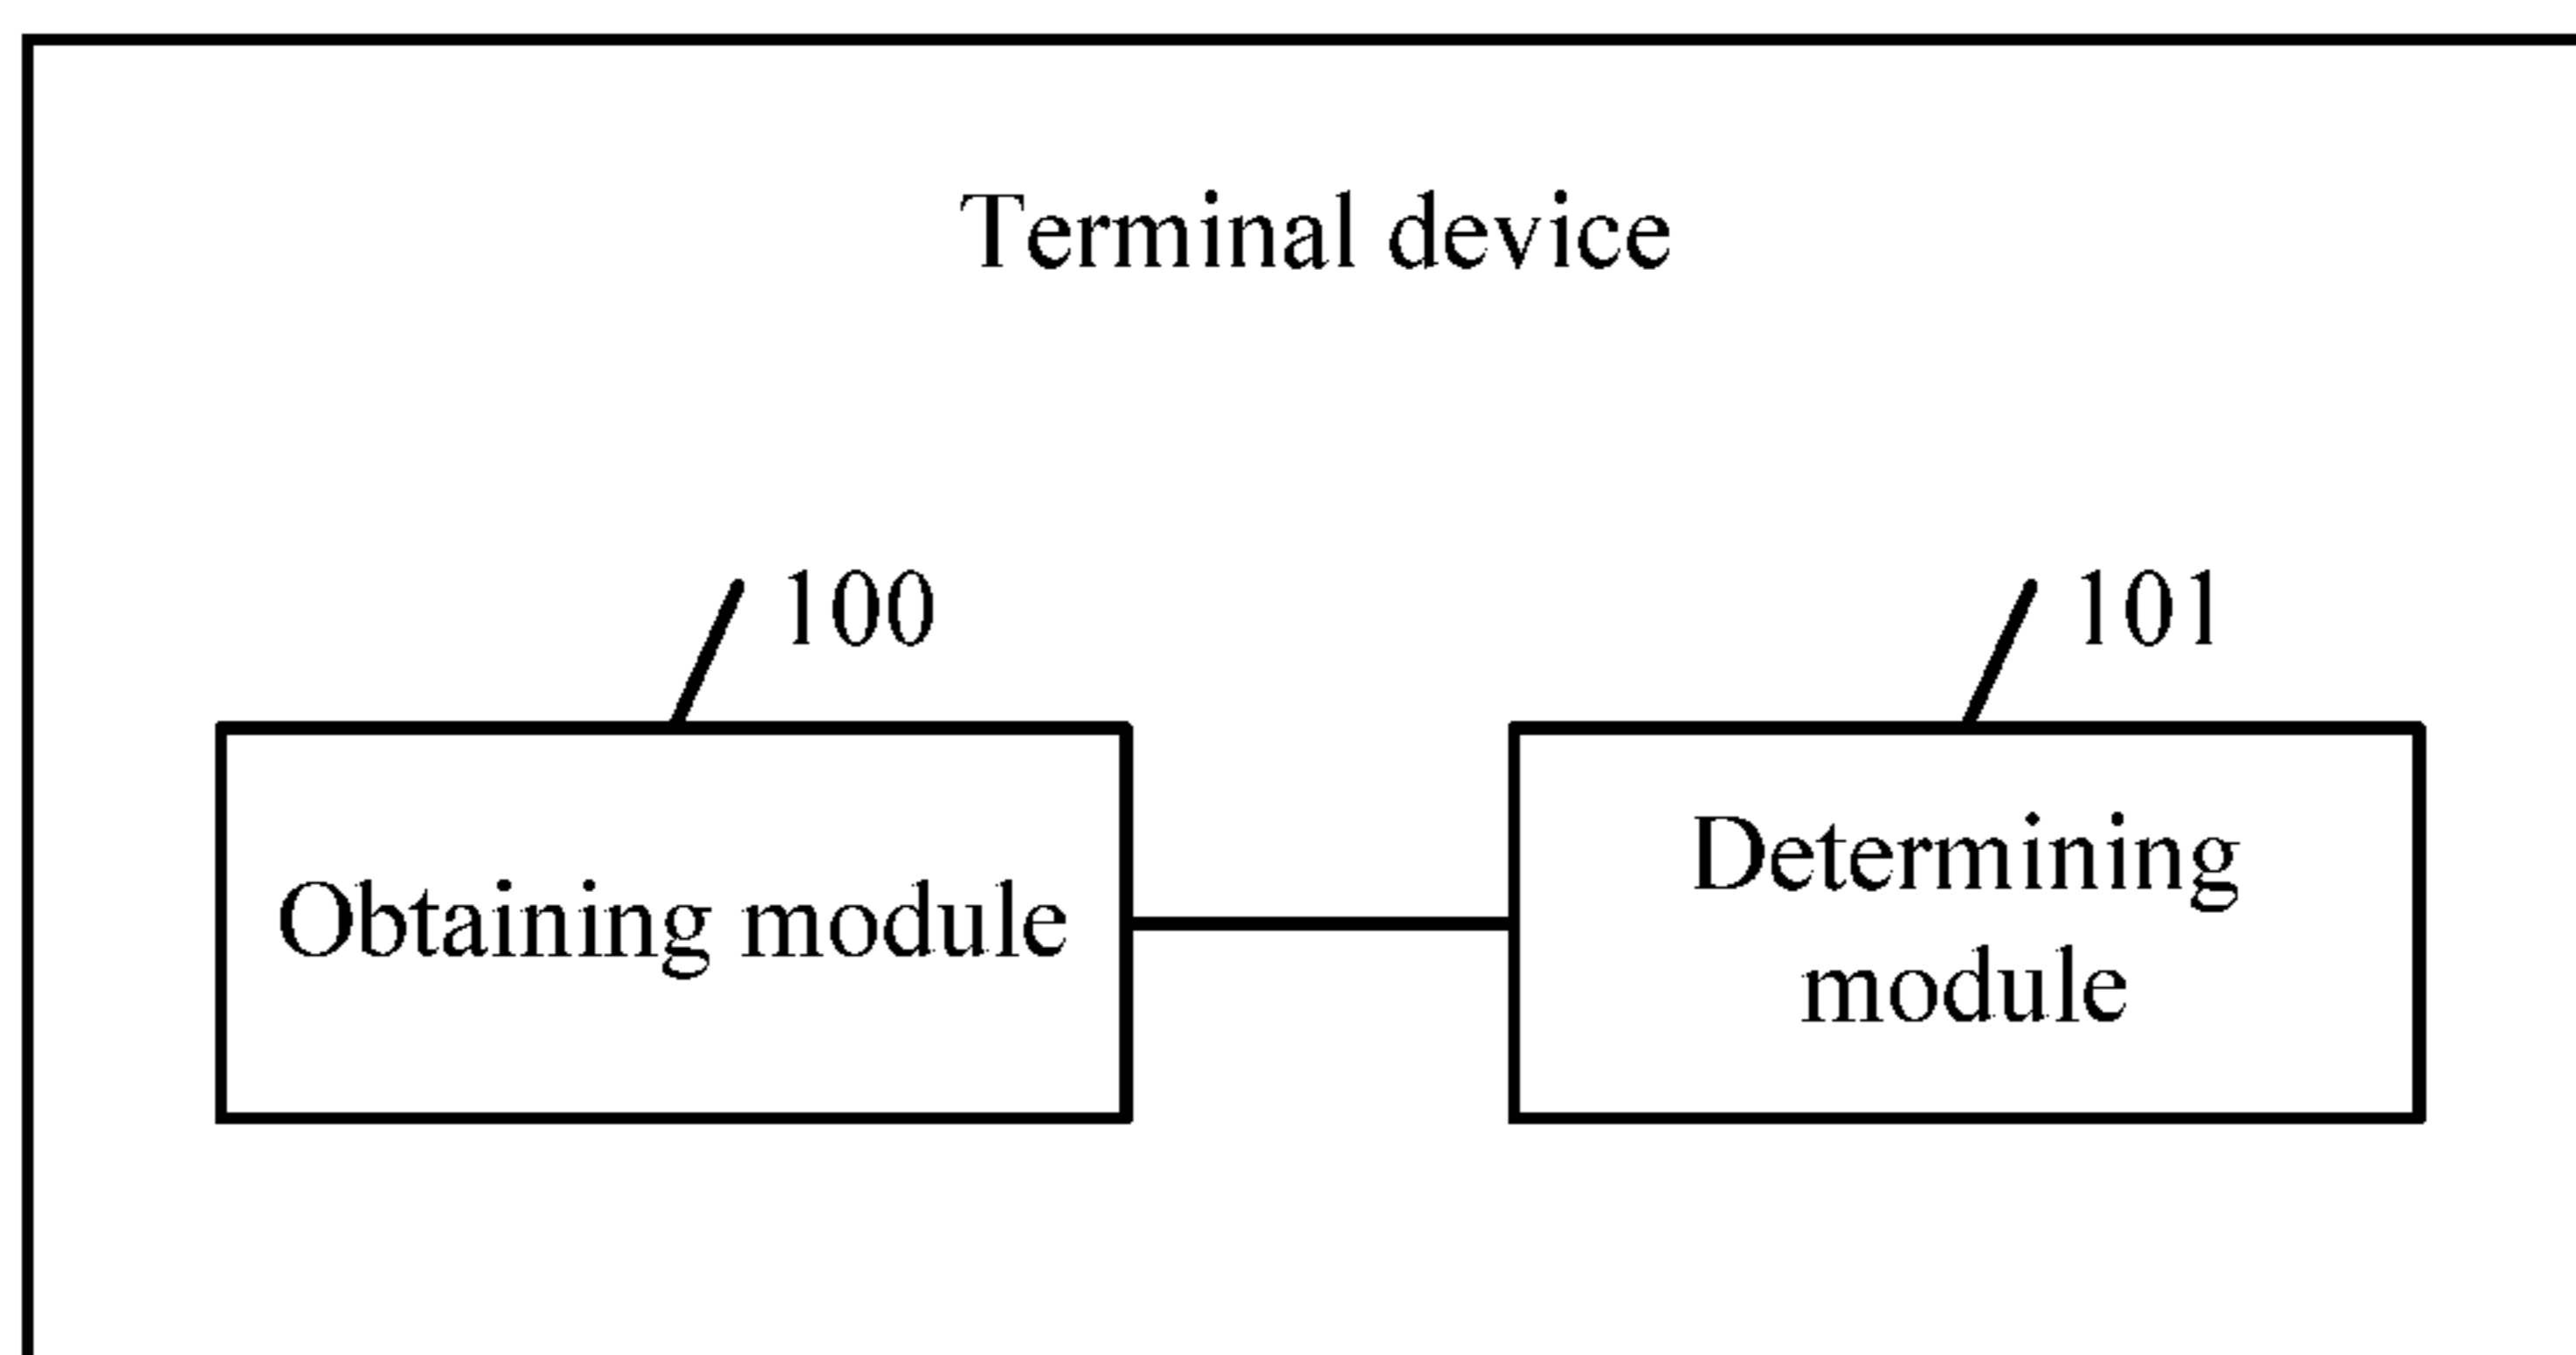 Terminal device
100
101
Obtaining module
Determining
module